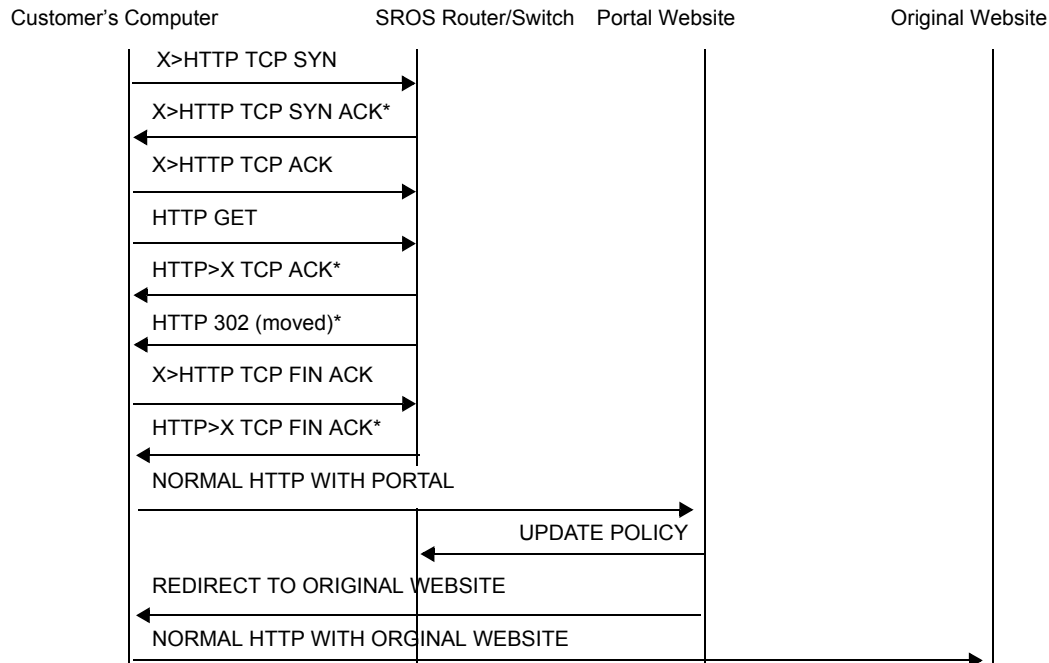 Customer’s Computer SROS Router/Switch Portal Website Original Website
X>HTTP TCP SYN
X>HTTP TCP SYN ACK*
X>HTTP TCP ACK
HTTP GET
HTTP>X TCP ACK*
HTTP 302 (moved)*
X>HTTP TCP FIN ACK
HTTP>X TCP FIN ACK*
NORMAL HTTP WITH PORTAL
UPDATE POLICY
REDIRECT TO ORIGINAL WEBSITE
NORMAL HTTP WITH ORGINAL WEBSITE